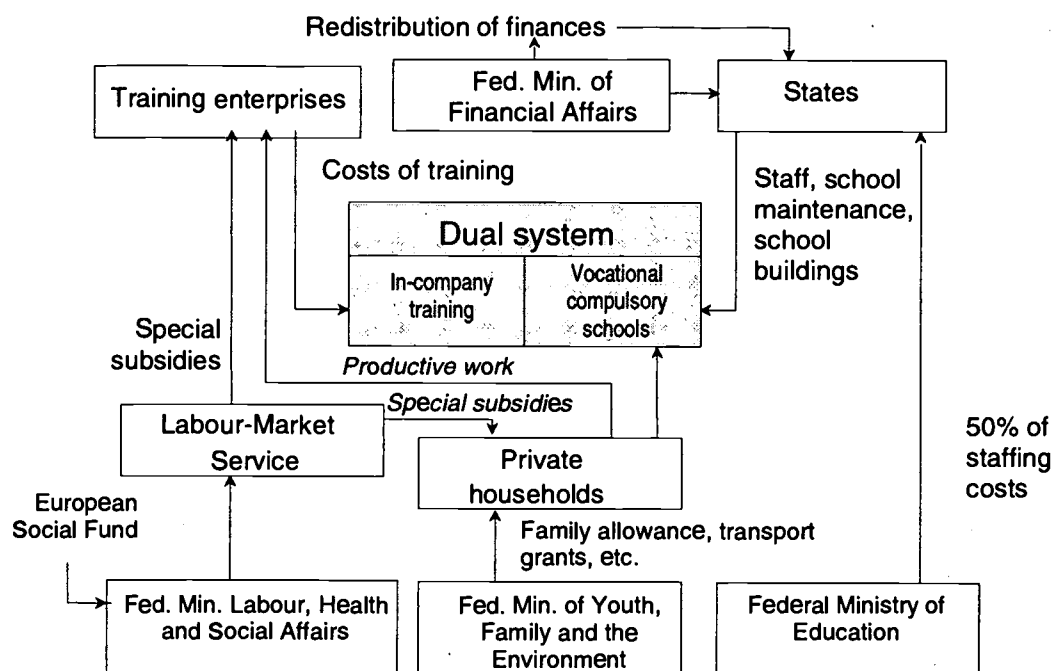 Redistribution of finances
Training enterprises
Fed. Min. of
Financial Affairs
States
Costs of training
Staff, school
maintenance,
school
buildings
Dual system
In-company
training
Vocational
compulsory
schools
Special
subsidies
Productive work
Special subsidies
Labour-Market
Service
Private
households
50% of
staffing
costs
European
Social Fund
Family allowance, transport
grants, etc.
Fed. Min. Labour, Health
and Social Affairs
Fed. Min. of Youth,
Family and the
Environment
Federal Ministry of
Education